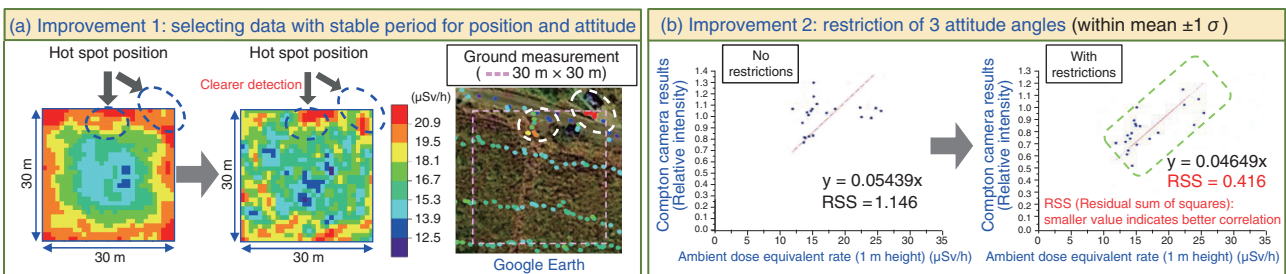 (a) Improvement 1: selecting data with stable period for position and attitude
Hot spot position
Hot spot position
Clearer detection
Ground measurement
( 30 m × 30 m)
(μSv/h)
20.9
19.5
18.1
16.7
15.3
13.9
12.5
30 m
30 m
30 m
30 m
Google Earth
(b) Improvement 2: restriction of 3 attitude angles (within mean ±1 σ)
No
restrictions
Compton camera results
(Relative intensity)
1.4
1.3
1.2
1.1
1.0
0.9
0.8
0.7
0.6
0.5
0.4
0.3
0.2
0.1
0.0
y = 0.05439x
RSS = 1.146
0 5 10 15 20 25 30 35
Ambient dose equivalent rate (1 m height) (μSv/h)
With
restrictions
Compton camera results
(Relative intensity)
1.4
1.3
1.2
1.1
1.0
0.9
0.8
0.7
0.6
0.5
0.4
0.3
0.2
0.1
0.0
y = 0.04649x
RSS = 0.416
RSS (Residual sum of squares):
smaller value indicates better correlation
0 5 10 15 20 25 30 35
Ambient dose equivalent rate (1 m height) (μSv/h)